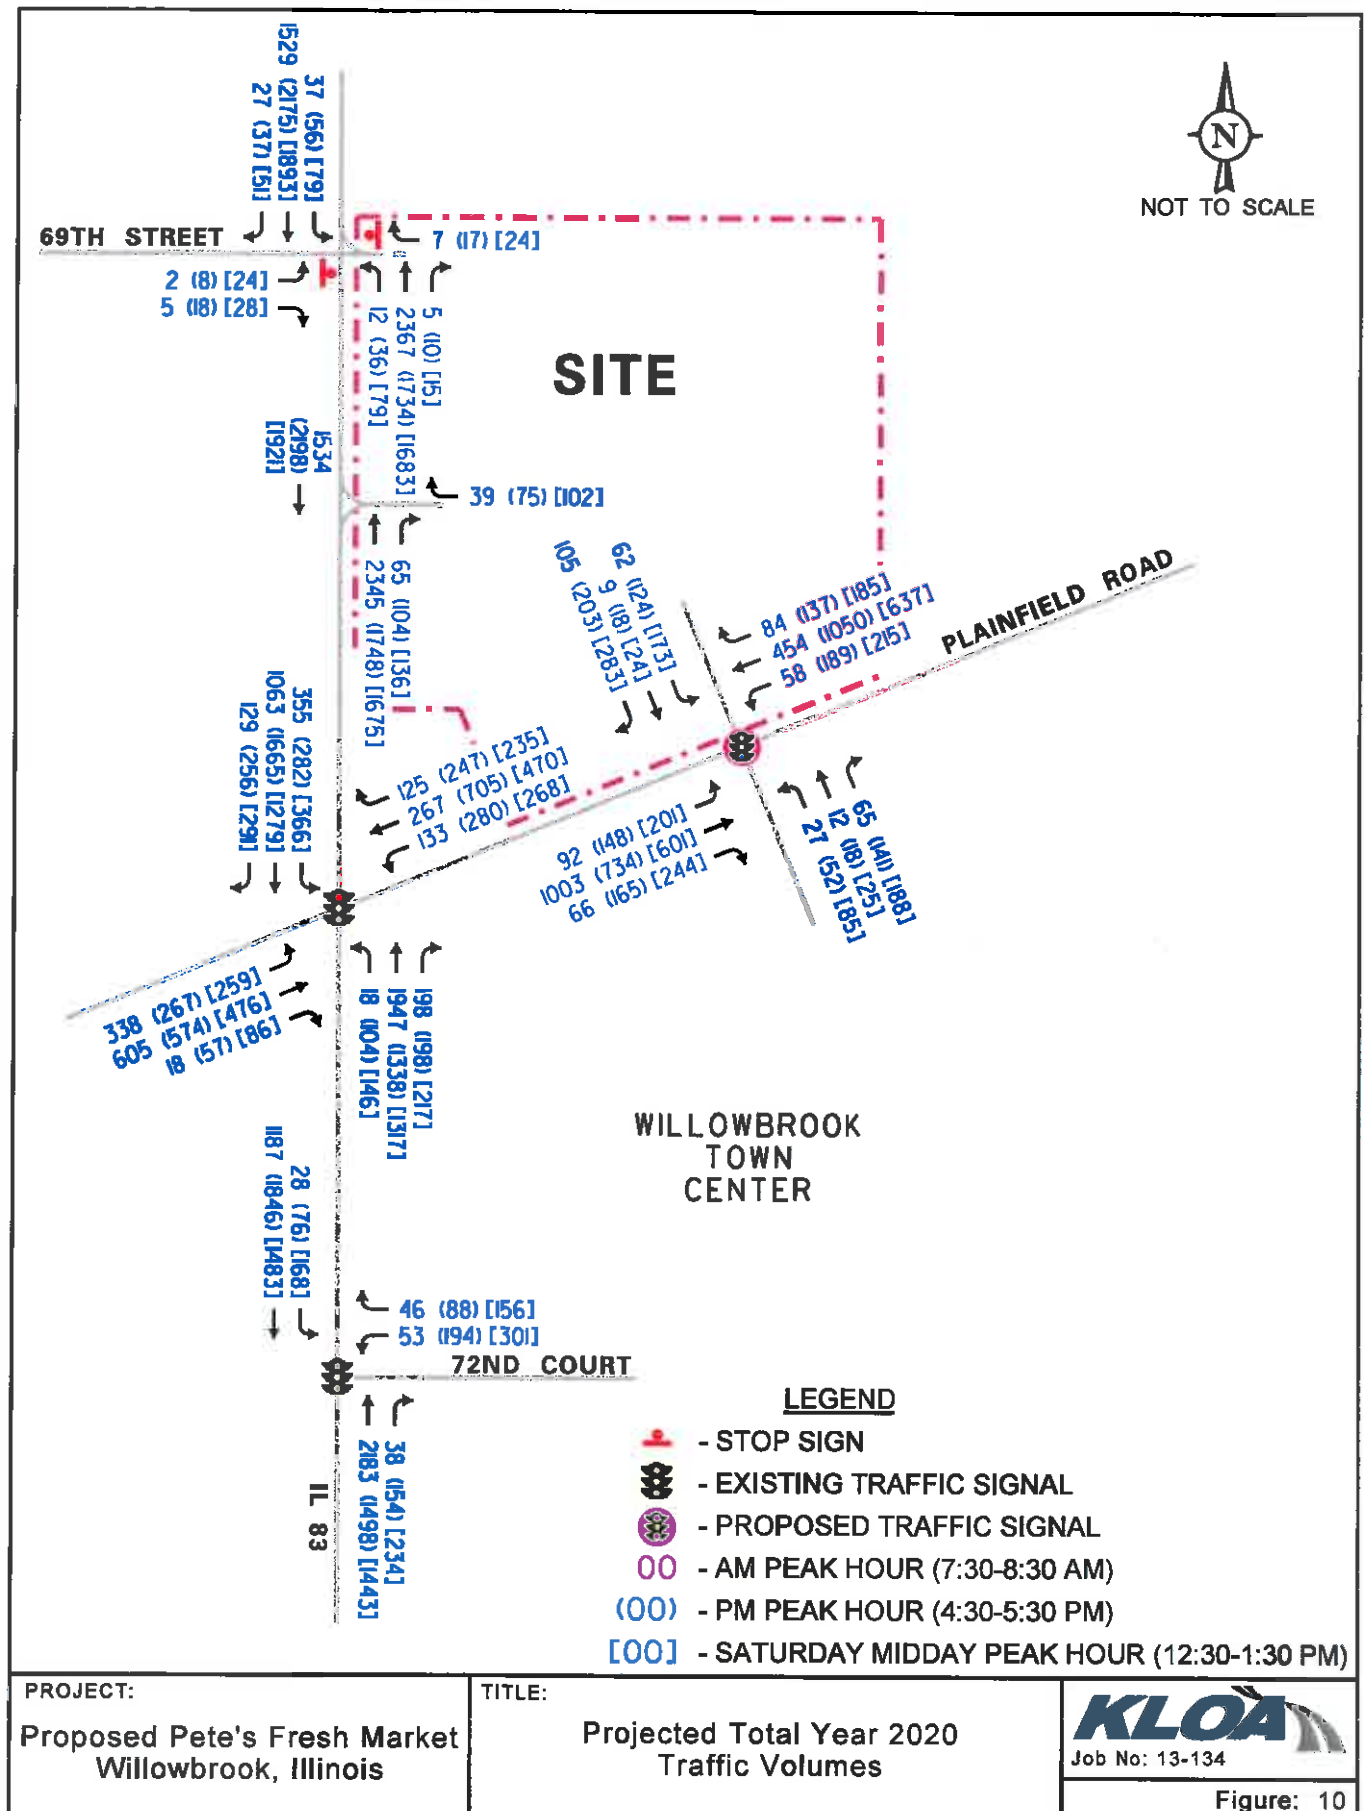 1529 (2175) [1893]
37 (56) [79]
27 (37) [51]
N
NOT TO SCALE
69TH STREET
7 (17) [24]
2 (8) [24]
5 (18) [28]
12 (36) [79]
2367 (1734) [1683]
5 (10) [15]
SITE
1534
(2198)
[1921]
39 (75) [102]
2345 (1748) [1675]
65 (104) [136]
62 (124) [173]
9 (18) [24]
105 (203) [283]
84 (137) [185]
454 (1050) [637]
58 (189) [215]
PLAINFIELD ROAD
355 (282) [366]
1063 (1665) [1279]
129 (256) [291]
125 (247) [235]
267 (705) [470]
133 (280) [268]
92 (148) [201]
1003 (734) [601]
66 (165) [244]
65 (141) [188]
12 (18) [25]
27 (52) [85]
338 (267) [259]
605 (574) [476]
18 (57) [86]
18 (104) [146]
1947 (1338) [1317]
198 (198) [217]
WILLOWBROOK
TOWN
CENTER
28 (76) [168]
1187 (1846) [1483]
46 (88) [156]
53 (194) [301]
72ND COURT
2183 (1498) [1443]
38 (154) [234]
IL 83
LEGEND
- STOP SIGN
- EXISTING TRAFFIC SIGNAL
- PROPOSED TRAFFIC SIGNAL
00 - AM PEAK HOUR (7:30-8:30 AM)
(00) - PM PEAK HOUR (4:30-5:30 PM)
[00] - SATURDAY MIDDAY PEAK HOUR (12:30-1:30 PM)
PROJECT:
Proposed Pete's Fresh Market
Willowbrook, Illinois
TITLE:
Projected Total Year 2020
Traffic Volumes
KLOA
Job No: 13-134
Figure: 10